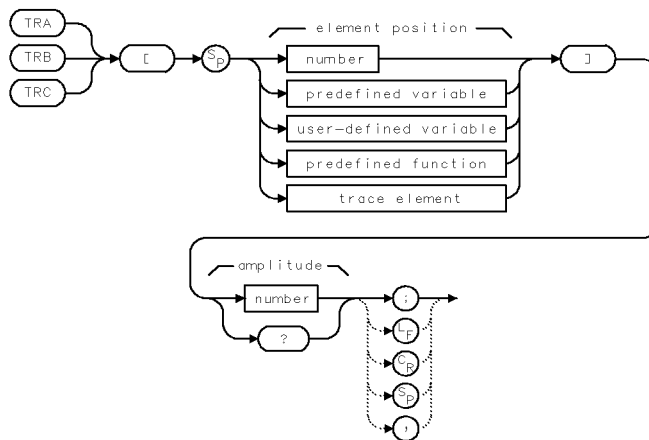 TRA
TRB
TRC
[
SP
element position
number
predefined variable
user-defined variable
predefined function
trace element
]
amplitude
number
?
;
LF
CR
SP
,